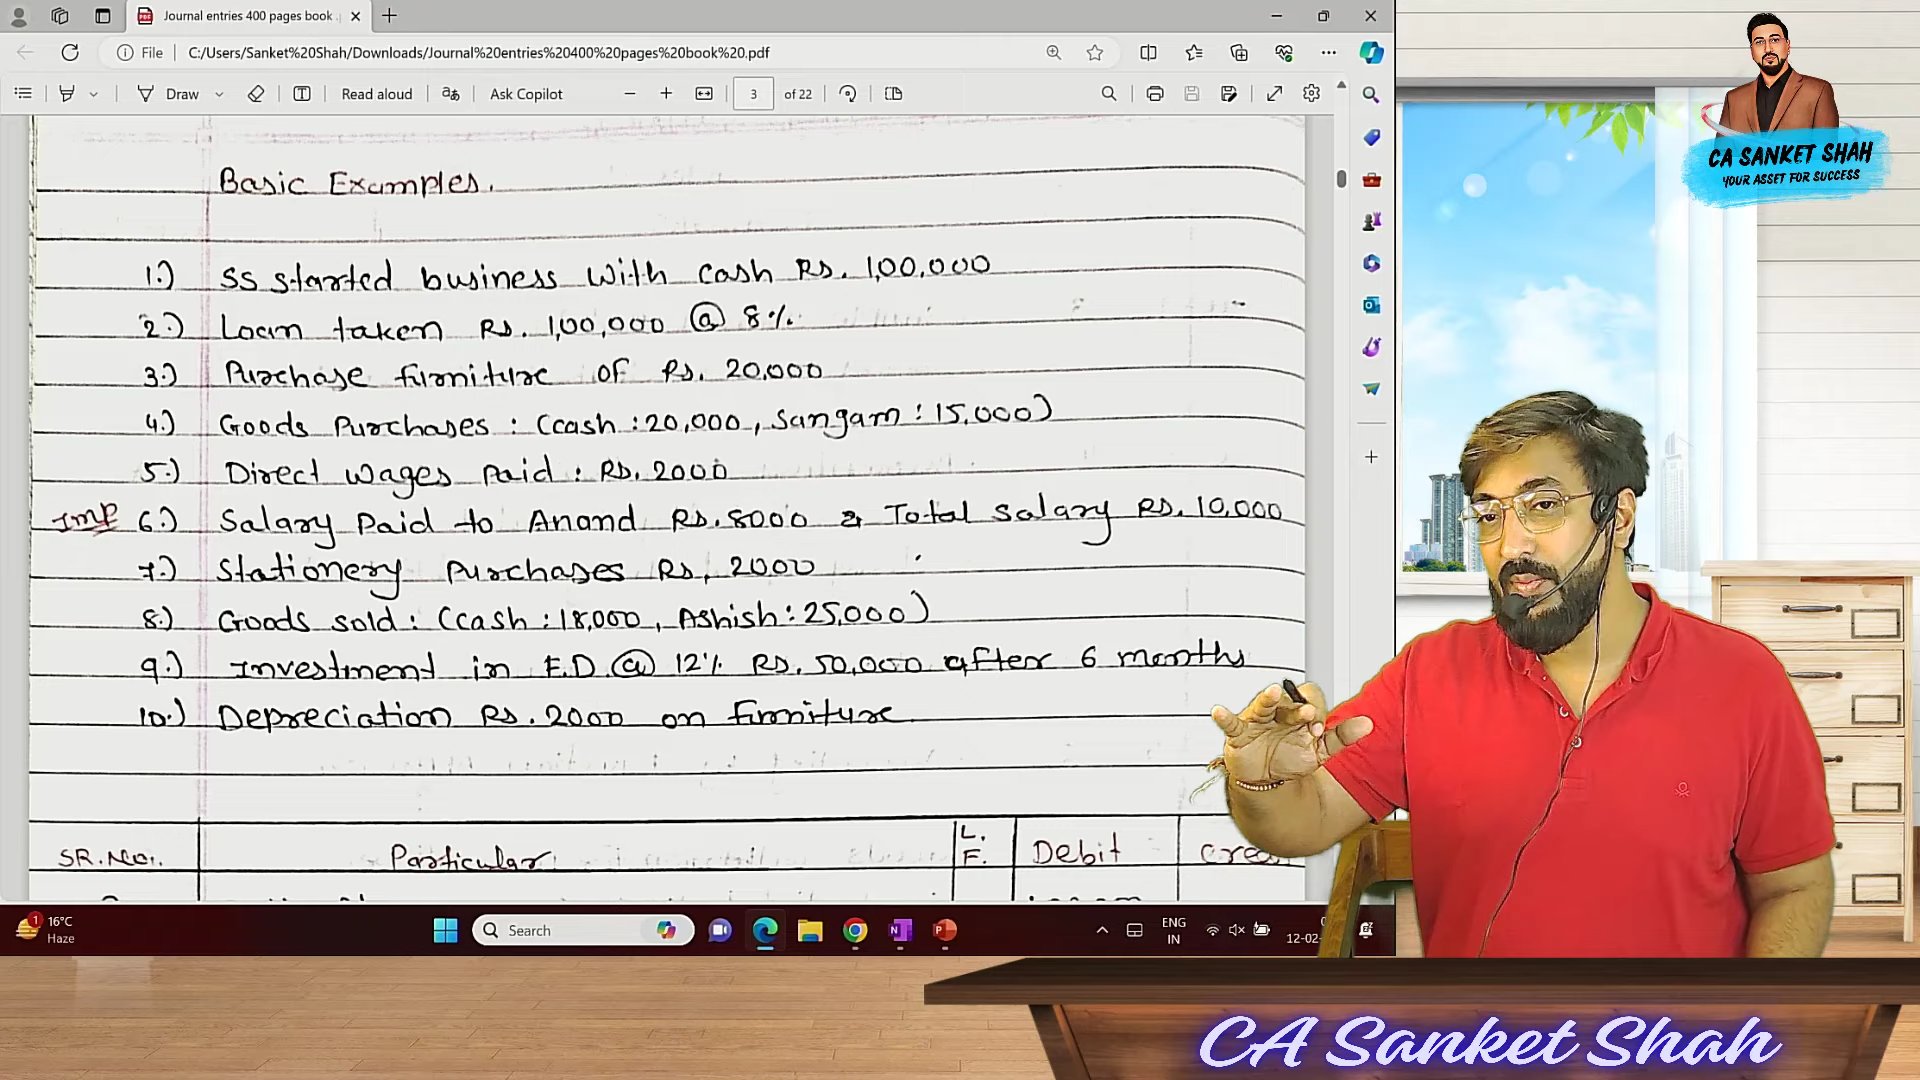 Journal entries 400 pages book .p
File
C:/Users/Sanket%20Shah/Downloads/Journal%20entries%20400%20pages%20book%20.pdf
Draw
Read aloud
Ask Copilot
3 of 22
CA SANKET SHAH
YOUR ASSET FOR SUCCESS
Basic Examples.
1.) SS started business with cash Rs. 1,00,000
2.) Loan taken Rs. 1,00,000 @ 8%
3.) Purchase furniture of Rs. 20,000
4.) Goods Purchases : (cash : 20,000, Sangam : 15,000)
5.) Direct wages Paid : Rs. 2000
Imp 6.) Salary Paid to Anand Rs. 8000 & Total salary Rs. 10,000
7.) Stationery Purchases Rs. 2000
8.) Goods sold : (cash : 18,000, Ashish : 25,000)
9.) Investment in F.D. @ 12% Rs. 50,000 after 6 months
10.) Depreciation Rs. 2000 on furniture
SR. No. Particular L. F. Debit
1
16°C
Haze
Search
ENG
IN
12-02-
CA Sanket Shah